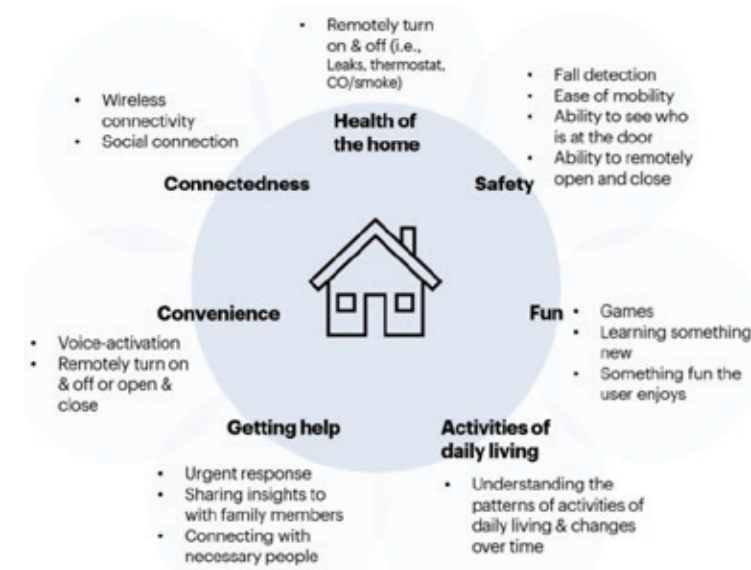 • Remotely turn
on & off (i.e.,
Leaks, thermostat,
CO/smoke)
Health of
the home
• Wireless
connectivity
• Social connection
Connectedness
• Fall detection
• Ease of mobility
• Ability to see who
is at the door
• Ability to remotely
open and close
Safety
Convenience
• Voice-activation
• Remotely turn on
& off or open &
close
Fun
• Games
• Learning something
new
• Something fun the
user enjoys
Getting help
• Urgent response
• Sharing insights to
with family members
• Connecting with
necessary people
Activities of
daily living
• Understanding the
patterns of activities of
daily living & changes
over time